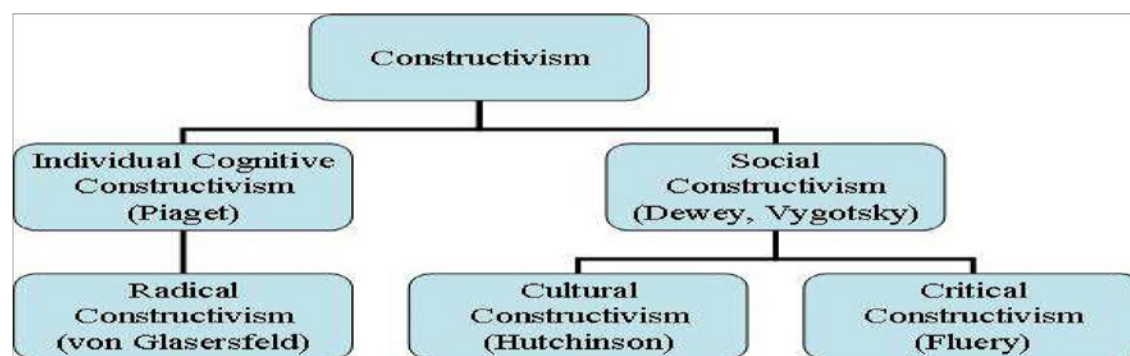 Constructivism
Individual Cognitive
Constructivism
(Piaget)
Social
Constructivism
(Dewey, Vygotsky)
Radical
Constructivism
(von Glasersfeld)
Cultural
Constructivism
(Hutchinson)
Critical
Constructivism
(Fluery)